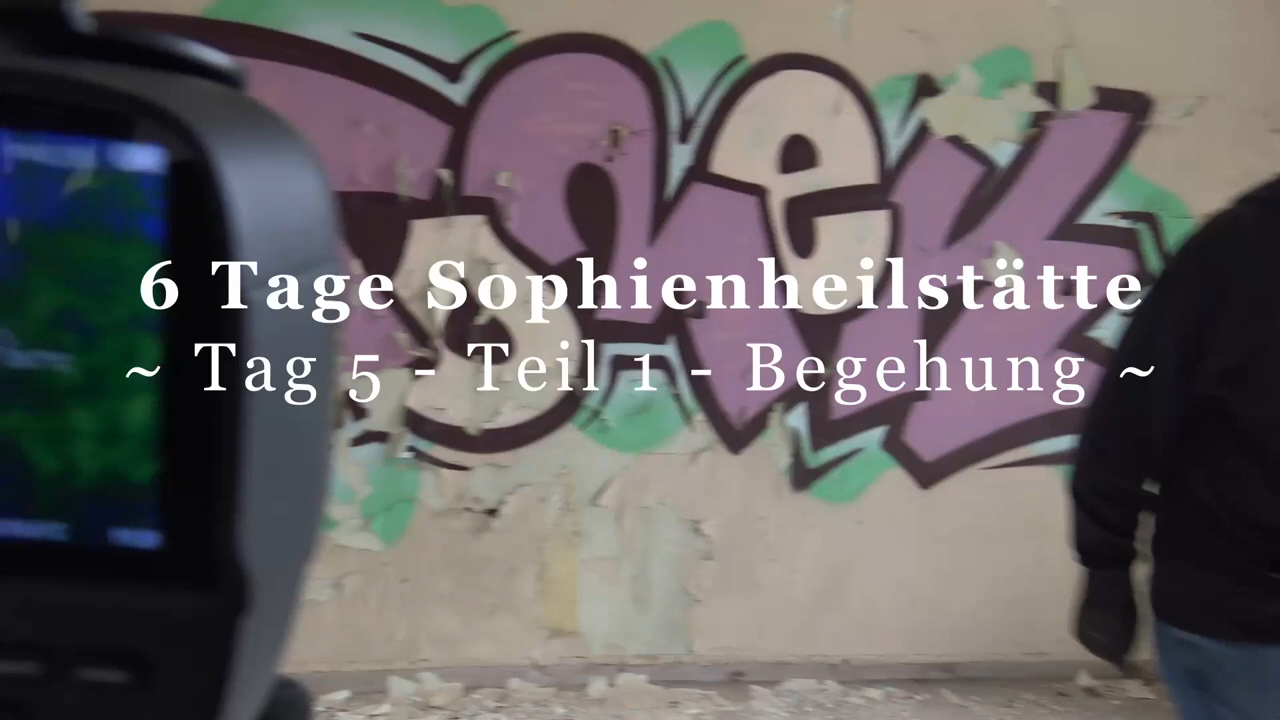 6 Tage Sophienheilstätte
~ Tag 5 - Teil 1 - Begehung ~